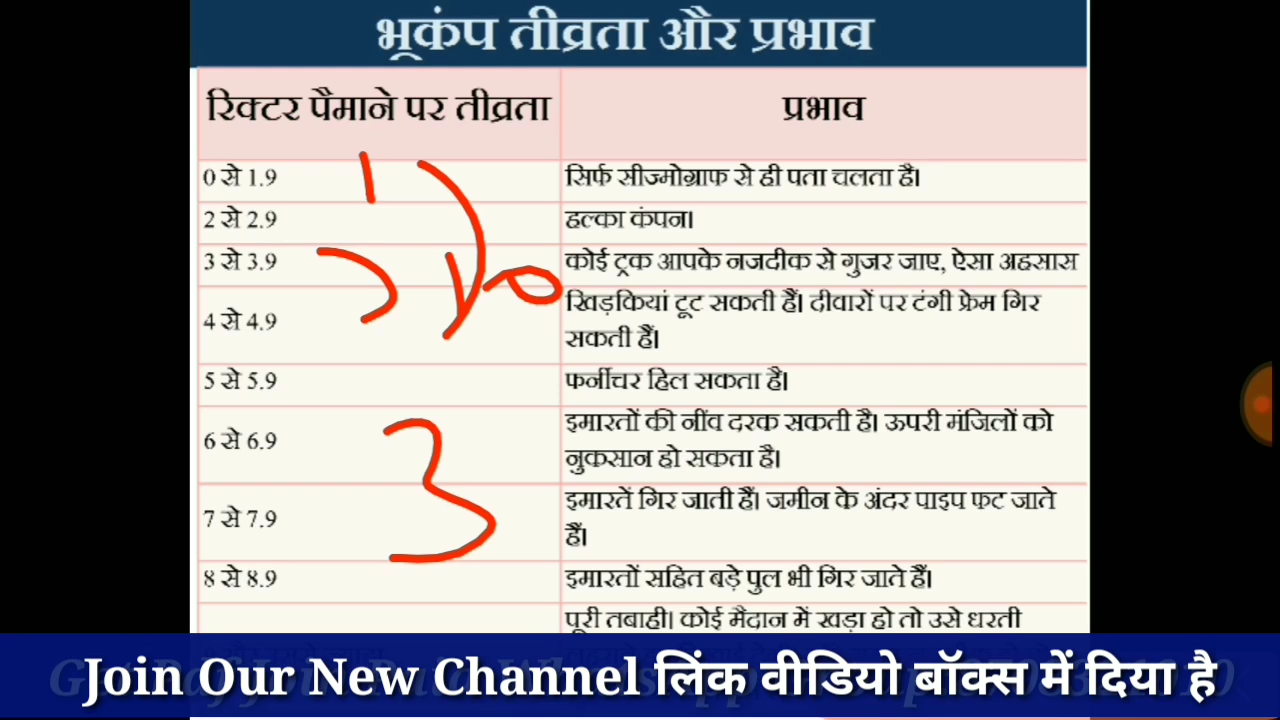 भूकंप तीव्रता और प्रभाव
रिक्टर पैमाने पर तीव्रता प्रभाव
0 से 1.9 सिर्फ सीज्मोग्राफ से ही पता चलता है।
2 से 2.9 हल्का कंपन।
3 से 3.9 कोई ट्रक आपके नजदीक से गुजर जाए, ऐसा अहसास
4 से 4.9 खिड़कियां टूट सकती हैं। दीवारों पर टंगी फ्रेम गिर
सकती हैं।
5 से 5.9 फर्नीचर हिल सकता है।
6 से 6.9 इमारतों की नींव दरक सकती है। ऊपरी मंजिलों को
नुकसान हो सकता है।
7 से 7.9 इमारतें गिर जाती हैं। जमीन के अंदर पाइप फट जाते
हैं।
8 से 8.9 इमारतों सहित बड़े पुल भी गिर जाते हैं।
पूरी तबाही। कोई मैदान में खड़ा हो तो उसे धरती
Join Our New Channel लिंक वीडियो बॉक्स में दिया है